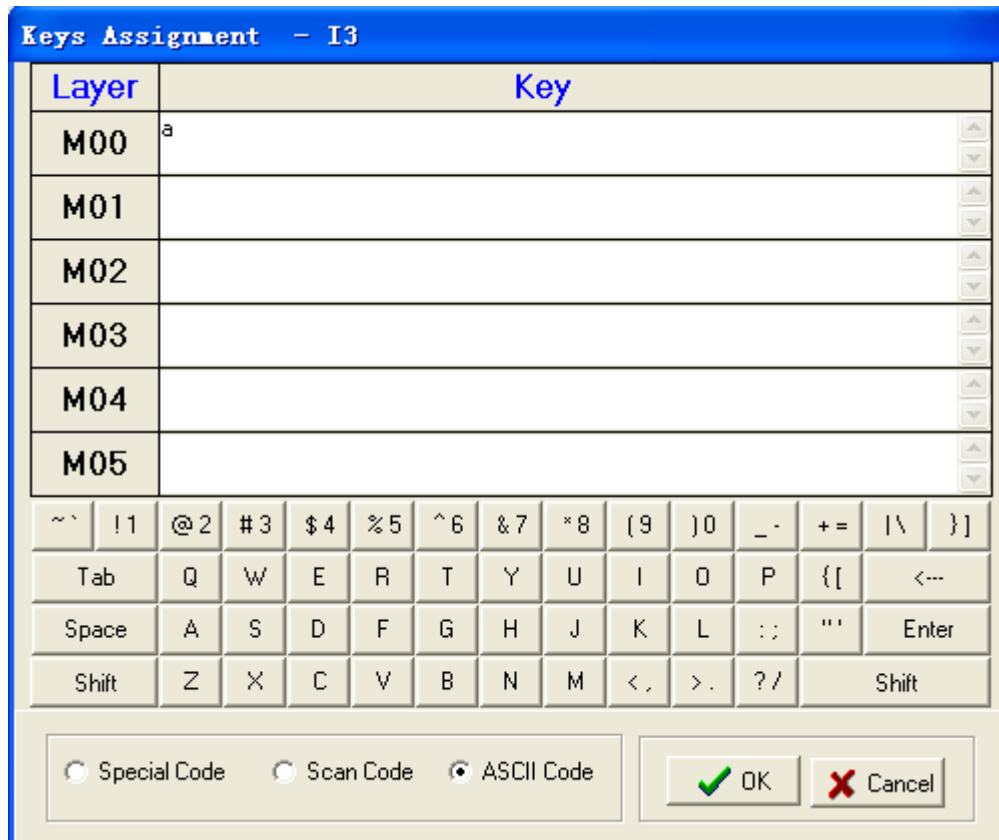 Keys Assignment - I3
Layer Key
M00 a
M01
M02
M03
M04
M05
~ ` ! 1 @ 2 # 3 $ 4 % 5 ^ 6 & 7 * 8 ( 9 ) 0 _ - + = | \ } ]
Tab Q W E R T Y U I O P { [ <---
Space A S D F G H J K L : ; " ' Enter
Shift Z X C V B N M < , > . ? / Shift
Special Code Scan Code ASCII Code OK Cancel